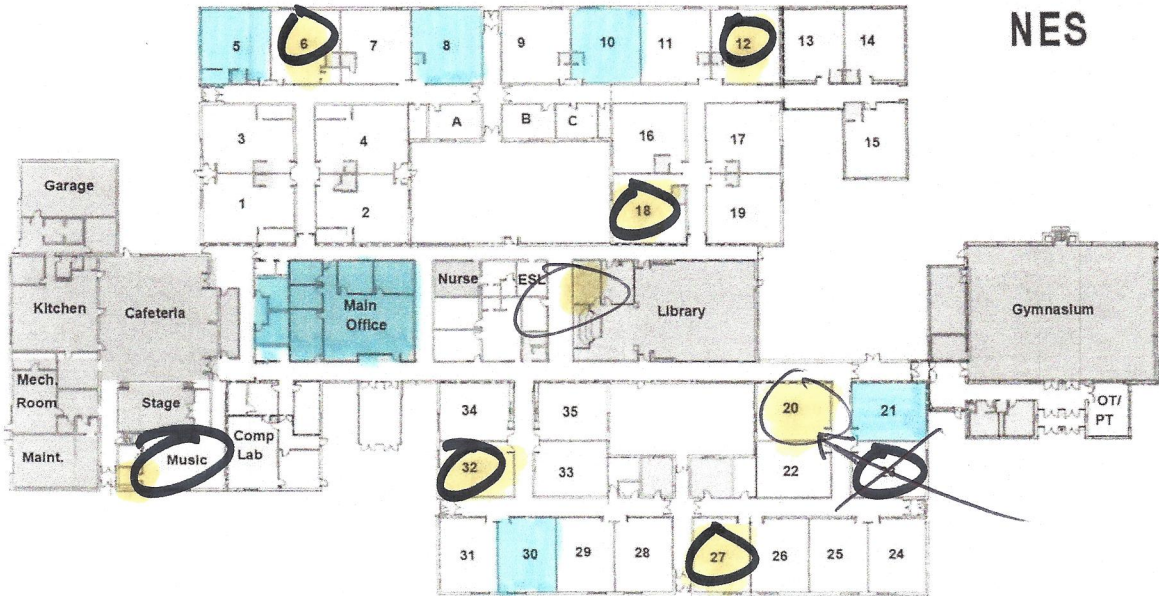 NES
5 6 7 8 9 10 11 12 13 14
A B C
3 4 16 17 15
1 2 18 19
Garage
Kitchen Cafeteria Main Office Nurse ESL Library Gymnasium
Mech. Room Stage 34 35 20 21 OT/ PT
Maint. Music Comp Lab 32 33 22
31 30 29 28 27 26 25 24